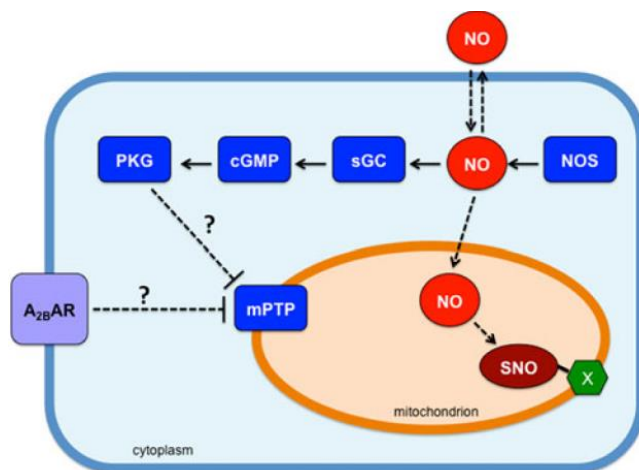 NO
PKG
cGMP
sGC
NO
NOS
?
A2BAR
?
mPTP
NO
SNO
X
mitochondrion
cytoplasm